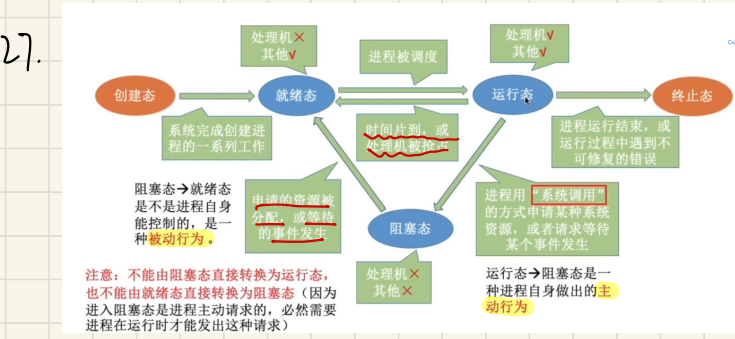 27.
处理机×
其他√
处理机√
其他√
进程被调度
创建态
就绪态
运行态
终止态
系统完成创建进
程的一系列工作
时间片到，或
处理机被抢占
进程运行结束，或
运行过程中遇到不
可修复的错误
阻塞态→就绪态
是不是进程自身
能控制的，是一
种被动行为。
申请的资源被
分配，或等待
的事件发生
阻塞态
进程用“系统调用”
的方式申请某种系统
资源，或者请求等待
某个事件发生
处理机×
其他×
注意：不能由阻塞态直接转换为运行态，
也不能由就绪态直接转换为阻塞态（因为
进入阻塞态是进程主动请求的，必然需要
进程在运行时才能发出这种请求）
运行态→阻塞态是一
种进程自身做出的主
动行为